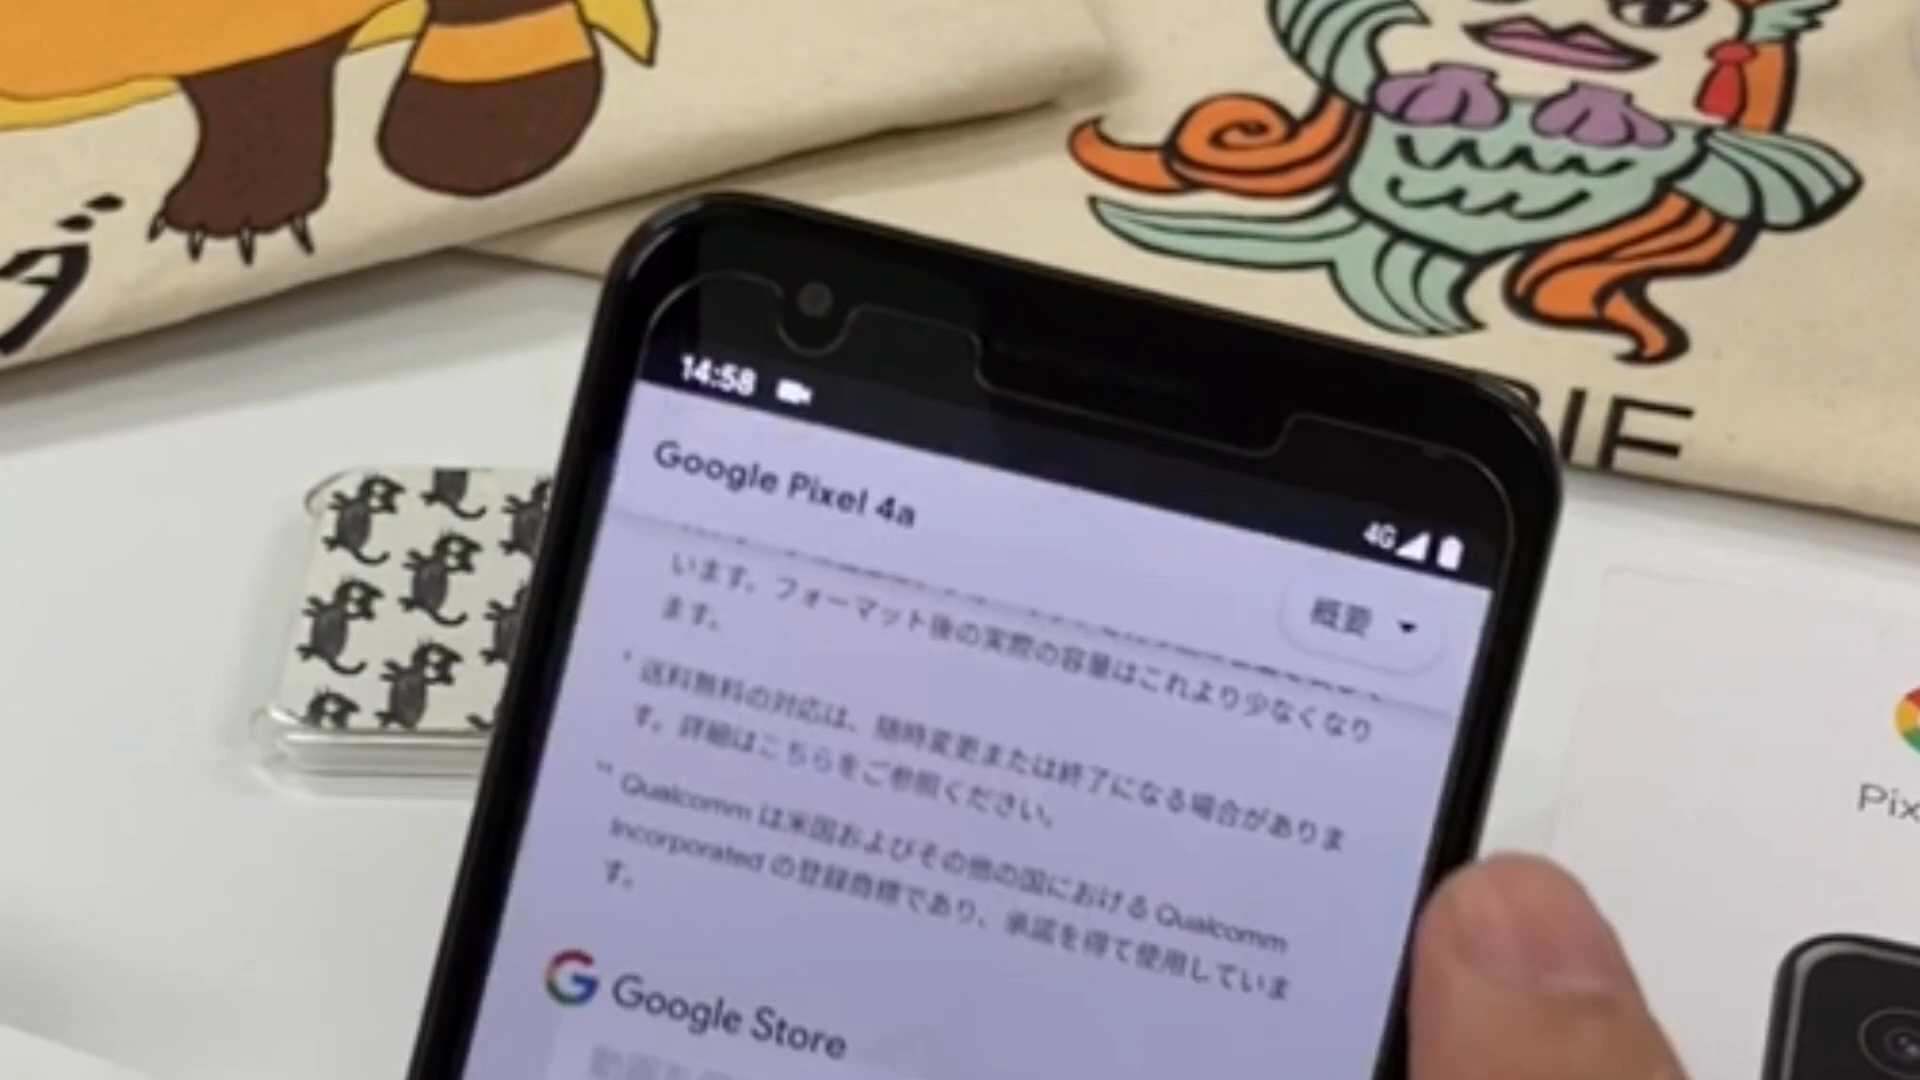 ダ
BIE
14:58
4G
Google Pixel 4a
概要
います。フォーマット後の実際の容量はこれより少なくなり
ます。
* 送料無料の対応は、随時変更または終了になる場合がありま
す。詳細はこちらをご参照ください。
** Qualcomm は米国およびその他の国における Qualcomm
Incorporated の登録商標であり、承諾を得て使用していま
す。
G Google Store
Pix